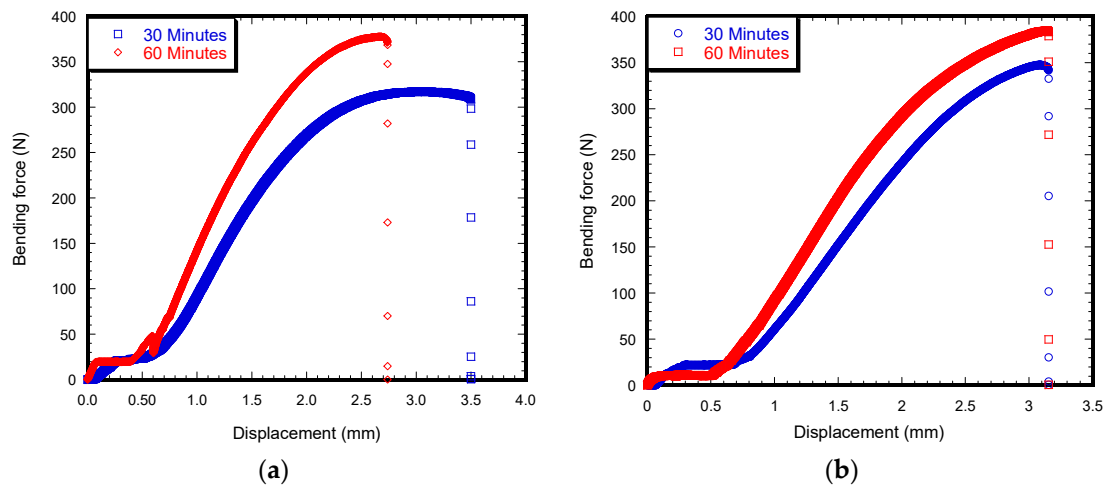 30 Minutes
60 Minutes
Bending force (N)
400
350
300
250
200
150
100
50
0
0.0 0.50 1.0 1.5 2.0 2.5 3.0 3.5 4.0
Displacement (mm)
(a)
30 Minutes
60 Minutes
Bending force (N)
400
350
300
250
200
150
100
50
0
0 0.5 1 1.5 2 2.5 3 3.5
Displacement (mm)
(b)